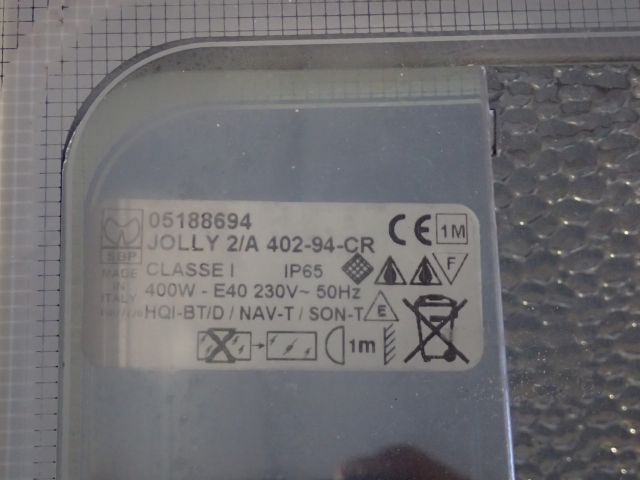 05188694
JOLLY 2/A 402-94-CR
CE 1M
SBP
MADE IN ITALY
CLASSE I IP65
F
400W - E40 230V~ 50Hz
HQI-BT/D / NAV-T / SON-T
E
1m